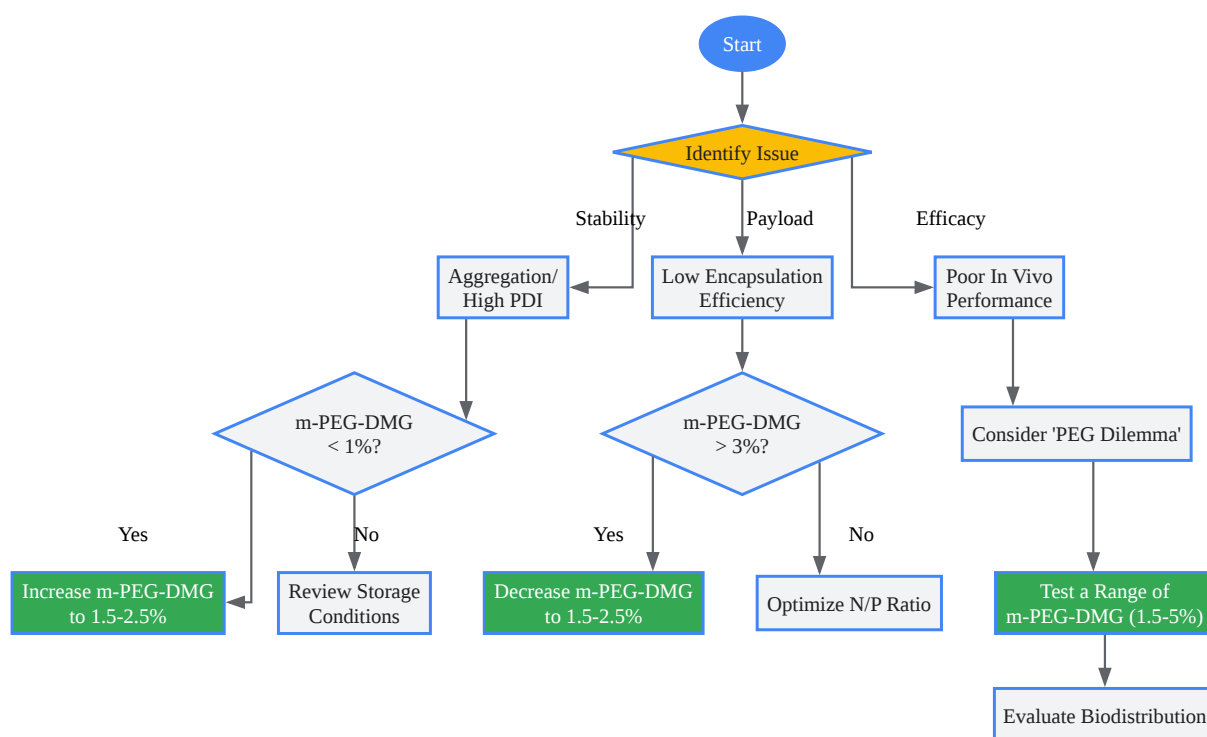 Start
Identify Issue
Stability
Payload
Efficacy
Aggregation/
High PDI
Low Encapsulation
Efficiency
Poor In Vivo
Performance
m-PEG-DMG
< 1%?
m-PEG-DMG
> 3%?
Consider 'PEG Dilemma'
Yes
No
Yes
No
Increase m-PEG-DMG
to 1.5-2.5%
Review Storage
Conditions
Decrease m-PEG-DMG
to 1.5-2.5%
Optimize N/P Ratio
Test a Range of
m-PEG-DMG (1.5-5%)
Evaluate Biodistribution